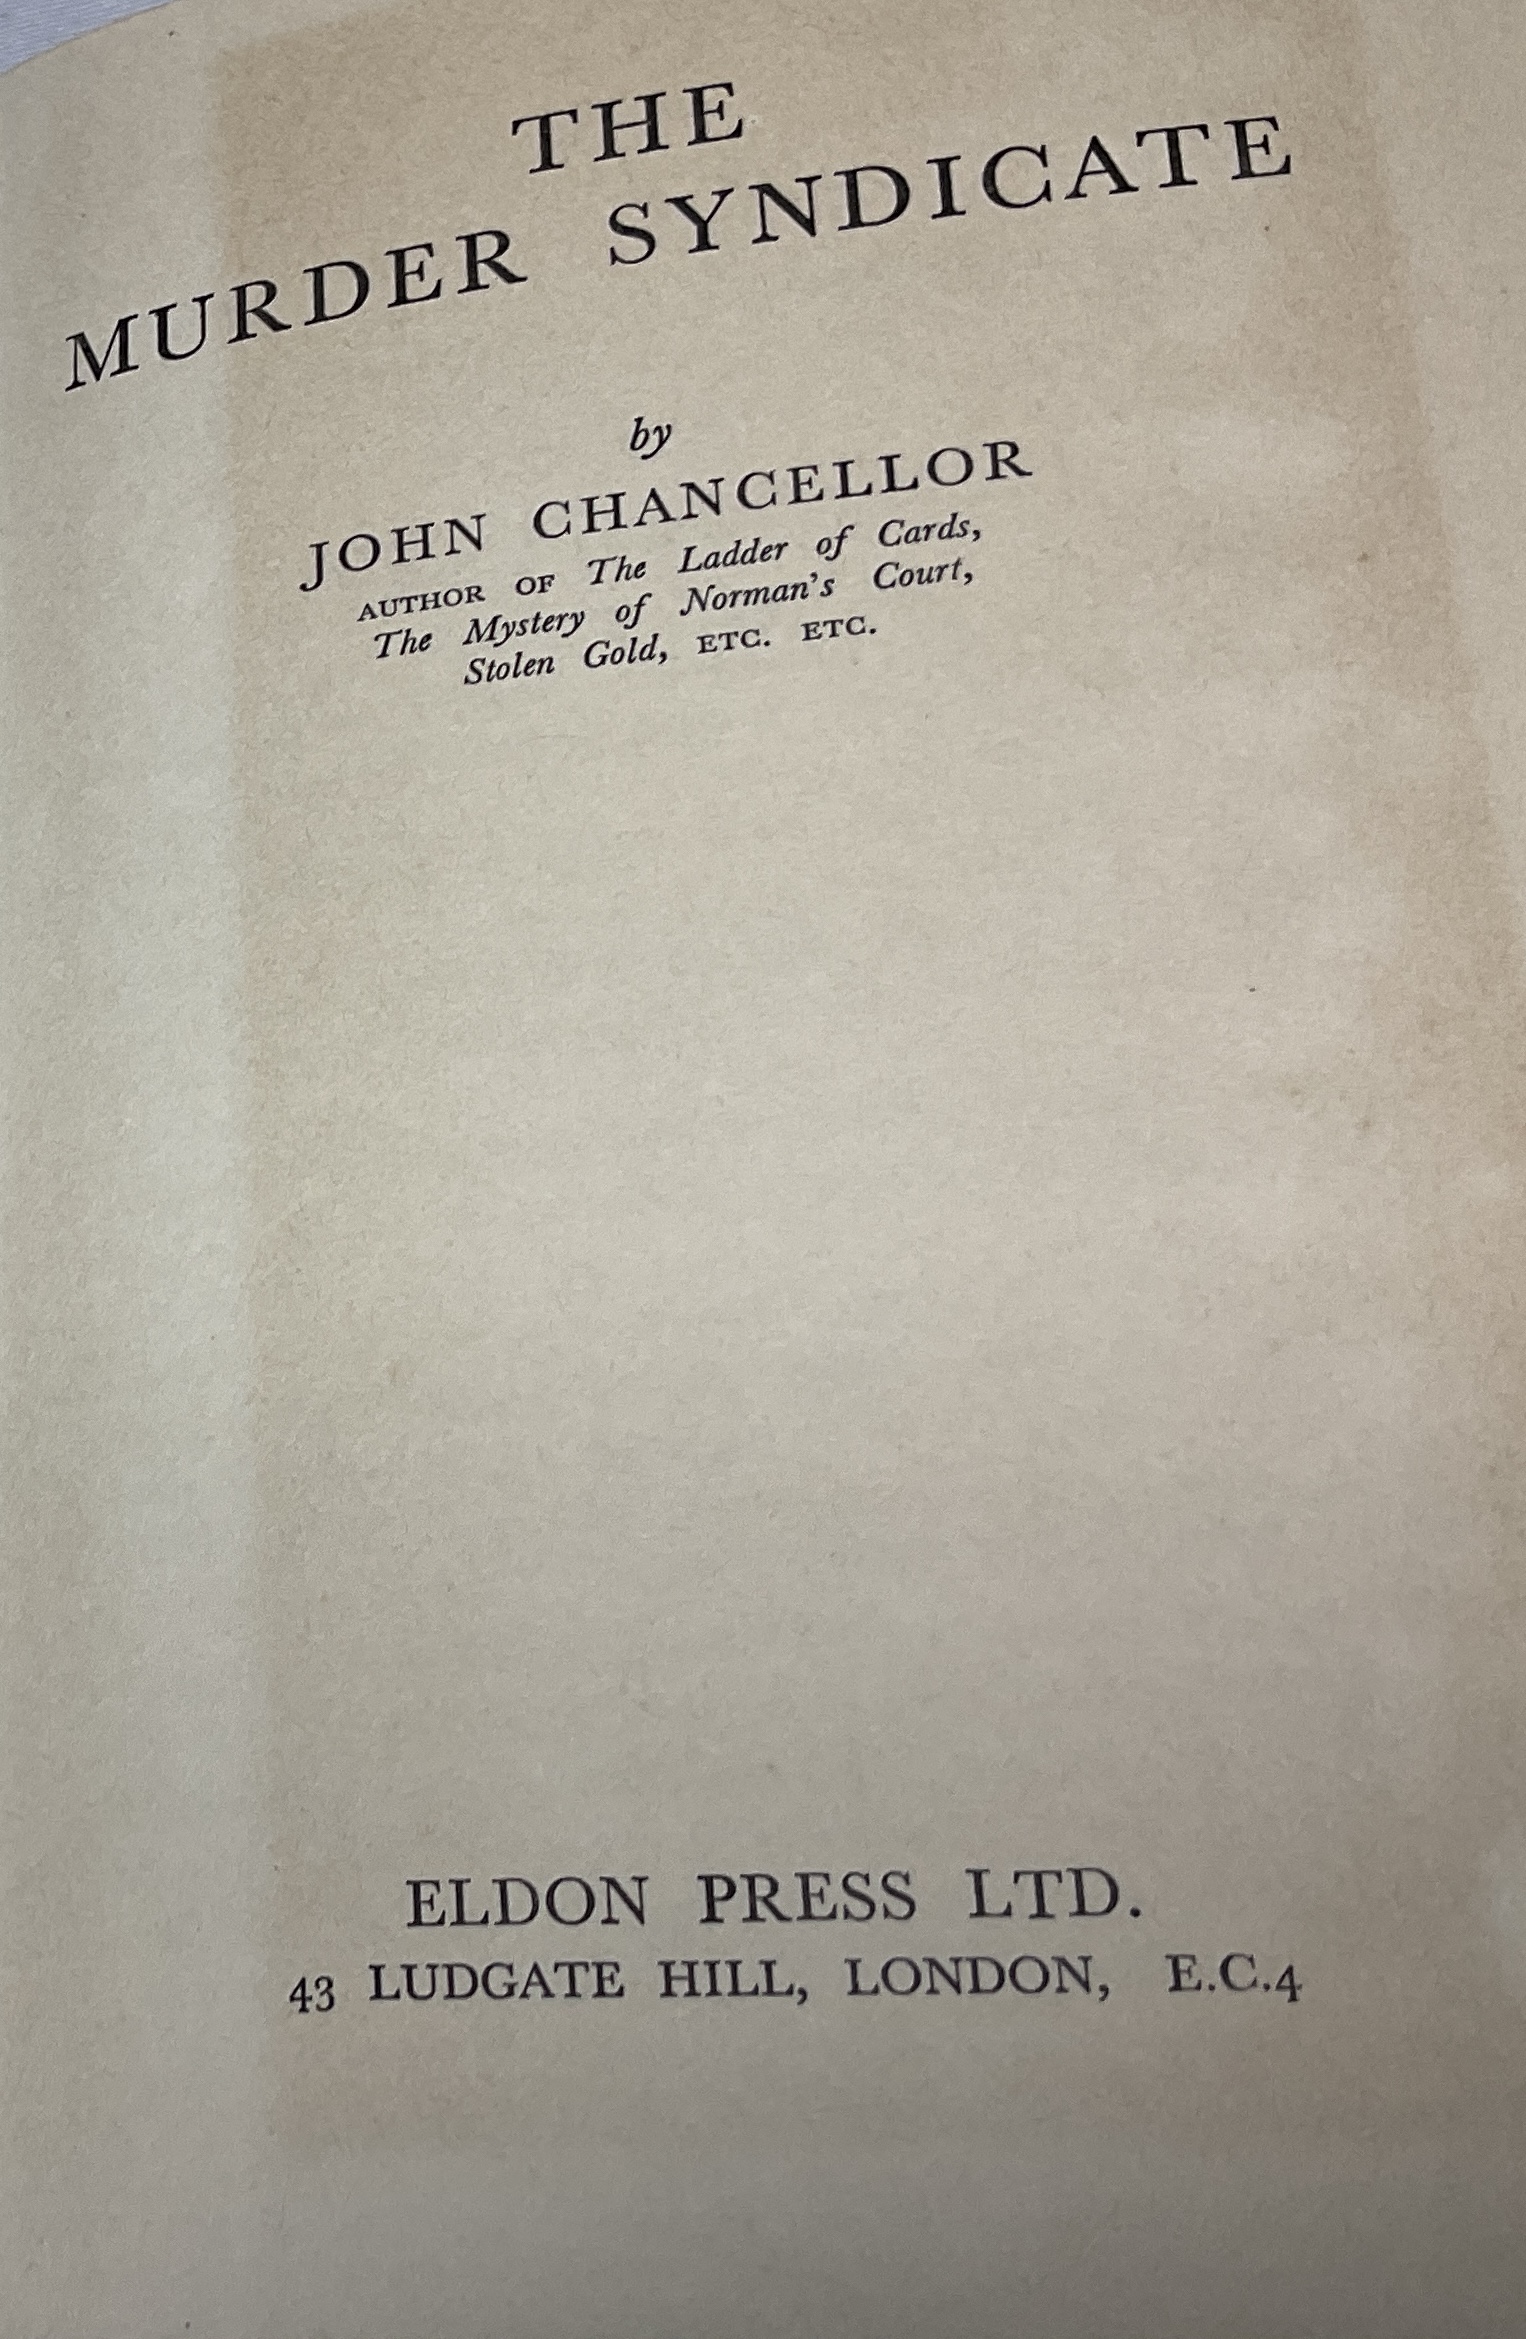 THE
MURDER SYNDICATE
by
JOHN CHANCELLOR
AUTHOR OF The Ladder of Cards,
The Mystery of Norman's Court,
Stolen Gold, ETC. ETC.
ELDON PRESS LTD.
43 LUDGATE HILL, LONDON, E.C.4